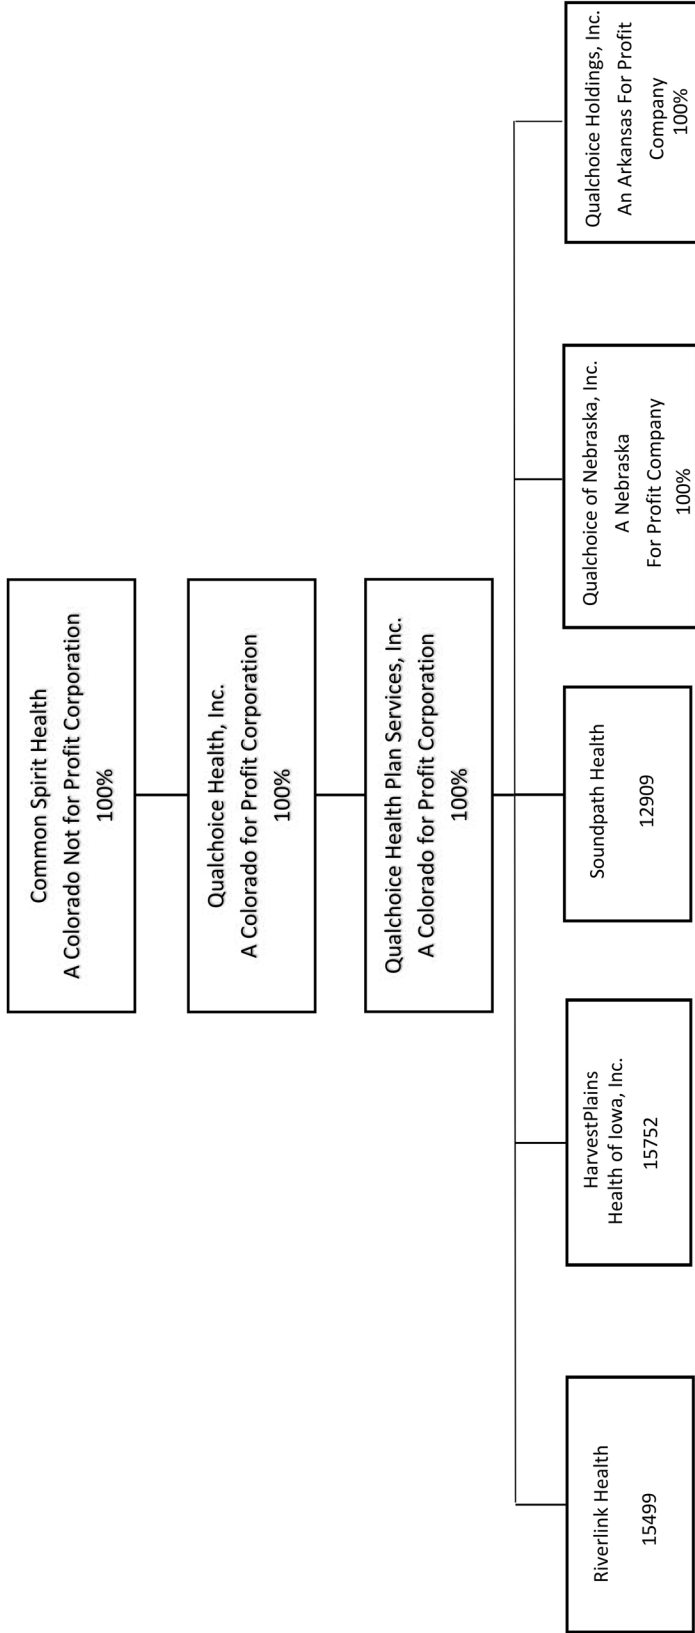 Common Spirit Health
A Colorado Not for Profit Corporation
100%
Qualchoice Health, Inc.
A Colorado for Profit Corporation
100%
Qualchoice Health Plan Services, Inc.
A Colorado for Profit Corporation
100%
Riverlink Health
15499
HarvestPlains
Health of Iowa, Inc.
15752
Soundpath Health
12909
Qualchoice of Nebraska, Inc.
A Nebraska
For Profit Company
100%
Qualchoice Holdings, Inc.
An Arkansas For Profit
Company
100%